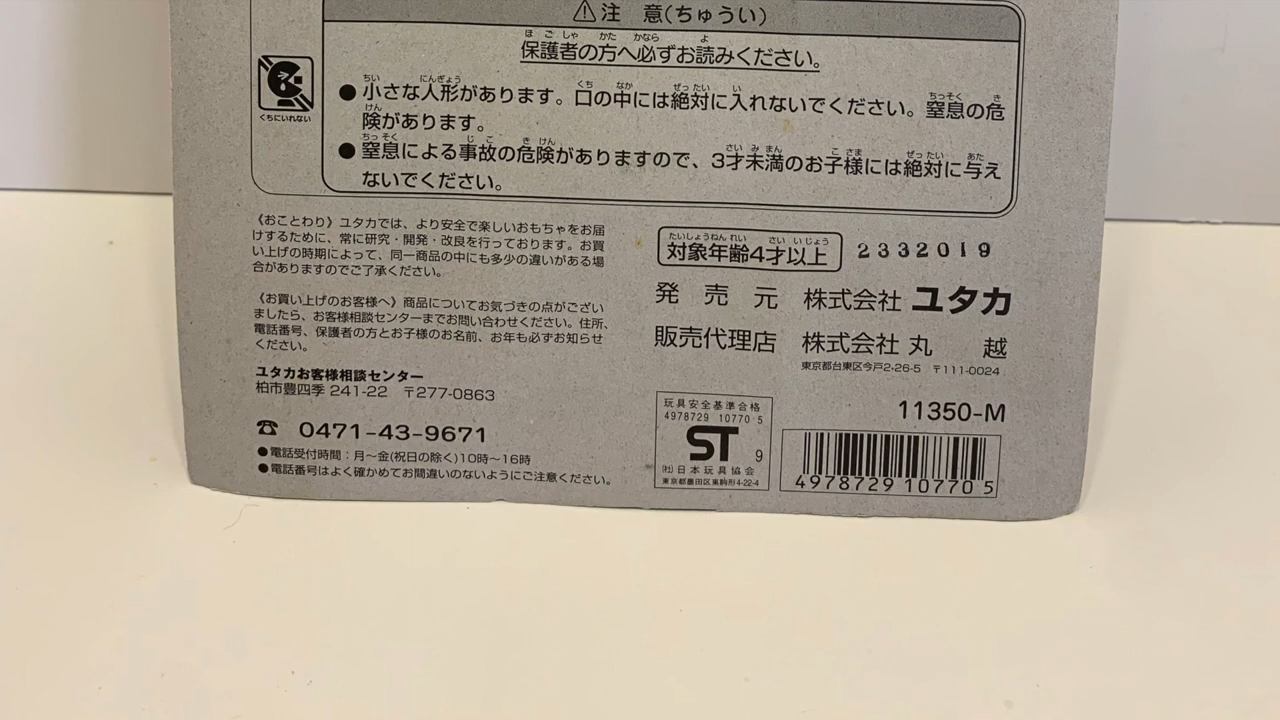 ⚠注 意(ちゅうい)
保護者の方へ必ずお読みください。
●小さな人形があります。口の中には絶対に入れないでください。窒息の危
険があります。
●窒息による事故の危険がありますので、3才未満のお子様には絶対に与え
ないでください。
くちにいれない
《おことわり》ユタカでは、より安全で楽しいおもちゃをお届
けするために、常に研究・開発・改良を行っております。お買
い上げの時期によって、同一商品の中にも多少の違いがある場
合がありますのでご了承ください。
《お買い上げのお客様へ》商品についてお気づきの点がござい
ましたら、お客様相談センターまでお問い合わせください。住所、
電話番号、保護者の方とお子様のお名前、お年も必ずお知らせ
ください。
ユタカお客様相談センター
柏市豊四季 241-22 〒277-0863
☎ 0471-43-9671
●電話受付時間：月～金(祝日の除く)10時～16時
●電話番号はよく確かめてお間違いのないようにご注意ください。
対象年齢4才以上 2332019
発売元 株式会社 ユタカ
販売代理店 株式会社 丸 越
東京都台東区今戸2-26-5 〒111-0024
11350-M
玩具安全基準合格
4978729 10770 5
ST 9
(社)日本玩具協会
東京都墨田区東駒形4-22-4
4978729 107705